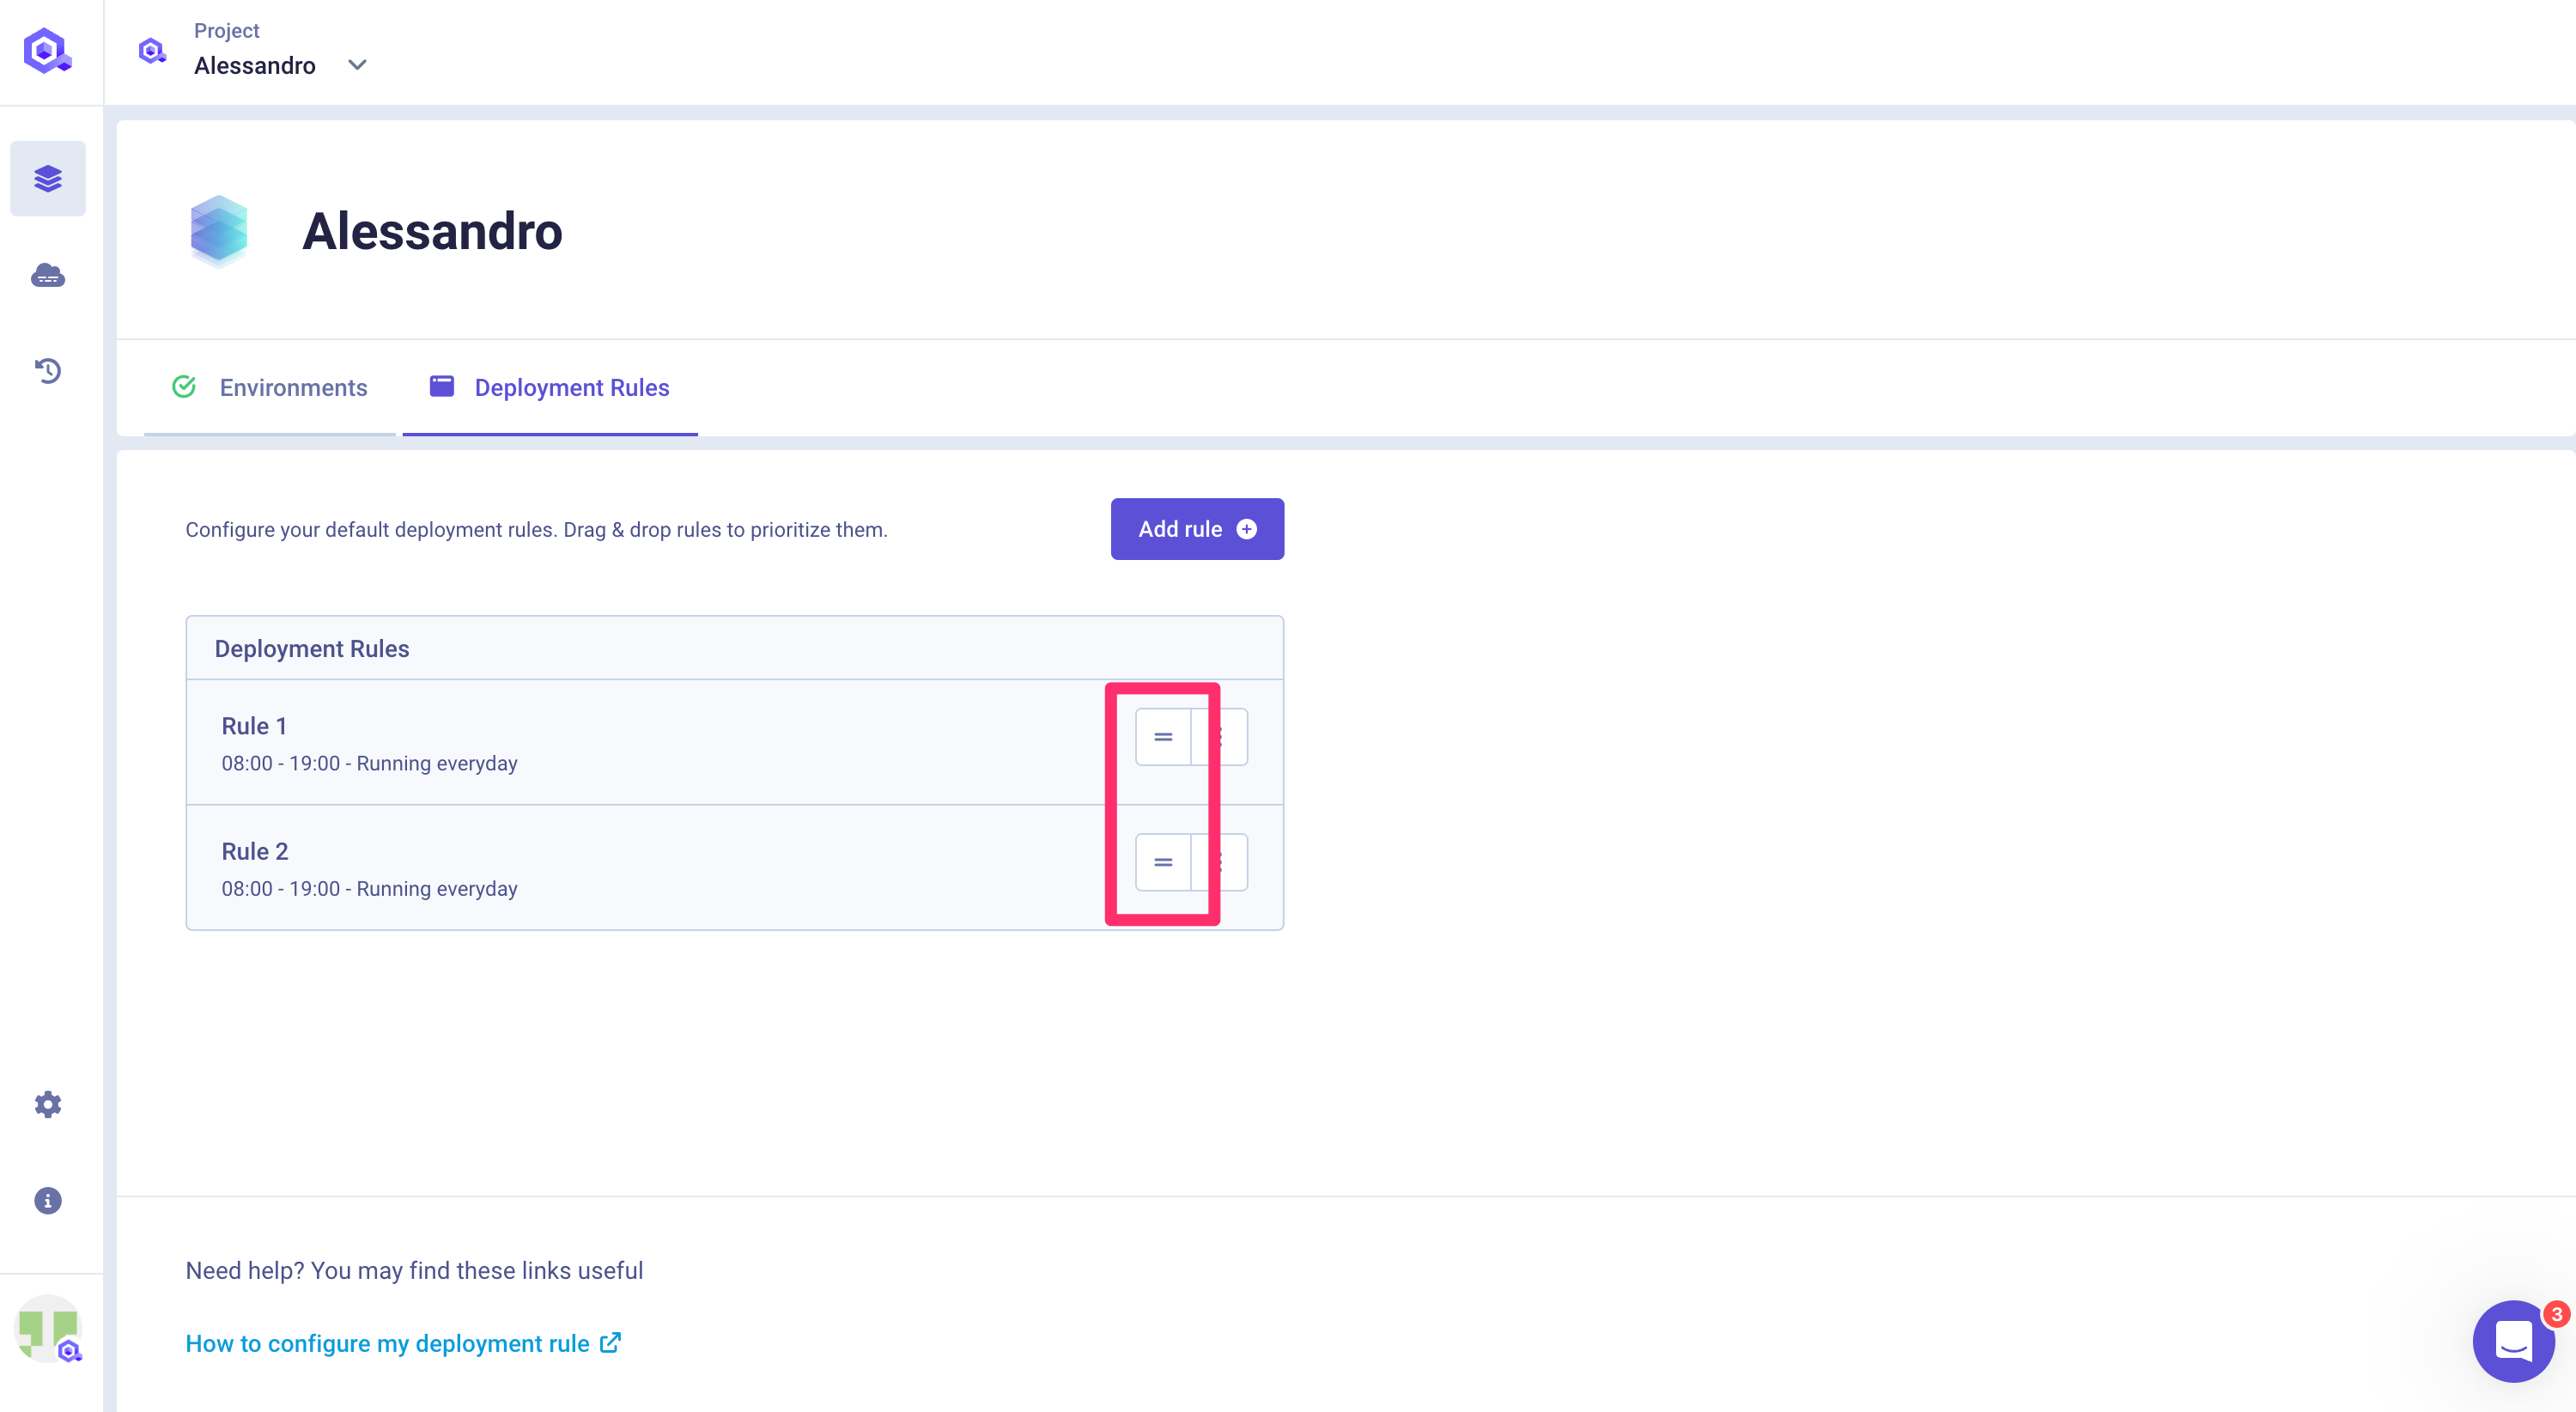 Project
Alessandro
Alessandro
Environments
Deployment Rules
Configure your default deployment rules. Drag & drop rules to prioritize them.
Add rule
Deployment Rules
Rule 1
08:00 - 19:00 - Running everyday
Rule 2
08:00 - 19:00 - Running everyday
Need help? You may find these links useful
How to configure my deployment rule
3